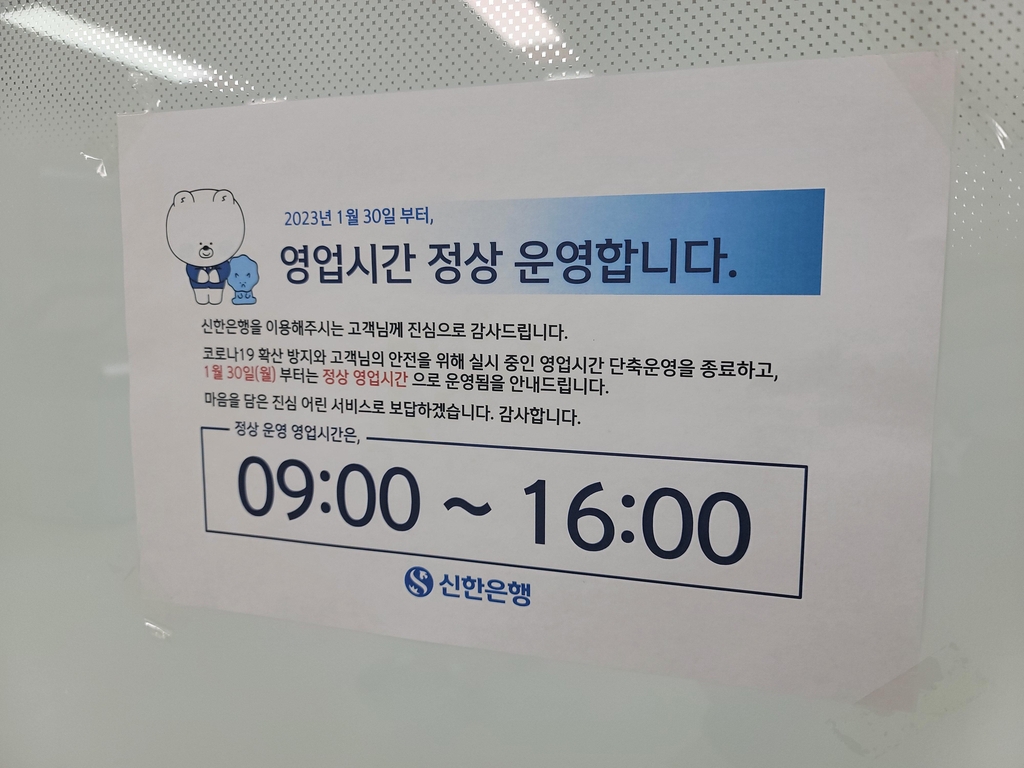 2023년 1월 30일 부터,
영업시간 정상 운영합니다.
신한은행을 이용해주시는 고객님께 진심으로 감사드립니다.
코로나19 확산 방지와 고객님의 안전을 위해 실시 중인 영업시간 단축운영을 종료하고,
1월 30일(월) 부터는 정상 영업시간 으로 운영됨을 안내드립니다.
마음을 담은 진심 어린 서비스로 보답하겠습니다. 감사합니다.
정상 운영 영업시간은,
09:00 ~ 16:00
신한은행